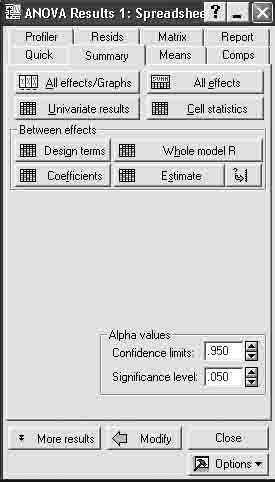 ANOVA Results 1: Spreadshee
Profiler Resids Matrix Report
Quick Summary Means Comps
All effects/Graphs All effects
Univariate results Cell statistics
Between effects
Design terms Whole model R
Coefficients Estimate
Alpha values
Confidence limits: .950
Significance level: .050
More results Modify Close
Options